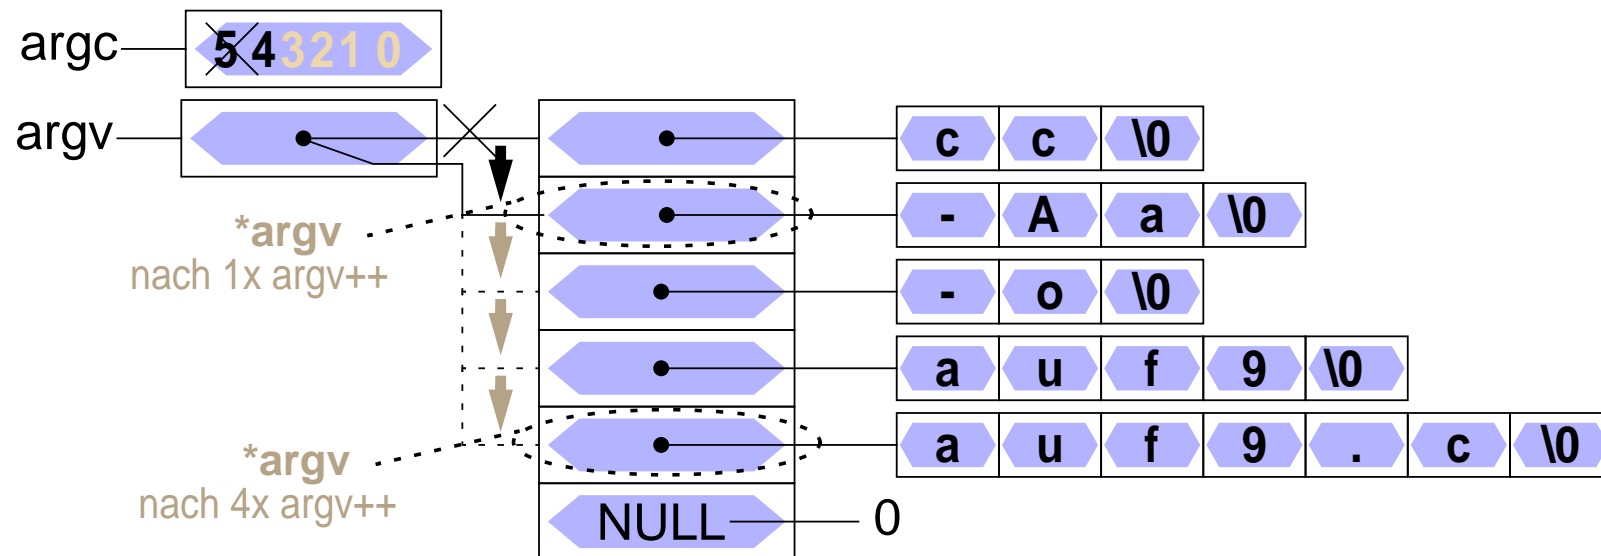 argc 5 4 3 2 1 0
argv c c \0
- A a \0
*argv
nach 1x argv++
- o \0
a u f 9 \0
a u f 9 . c \0
*argv
nach 4x argv++
NULL 0